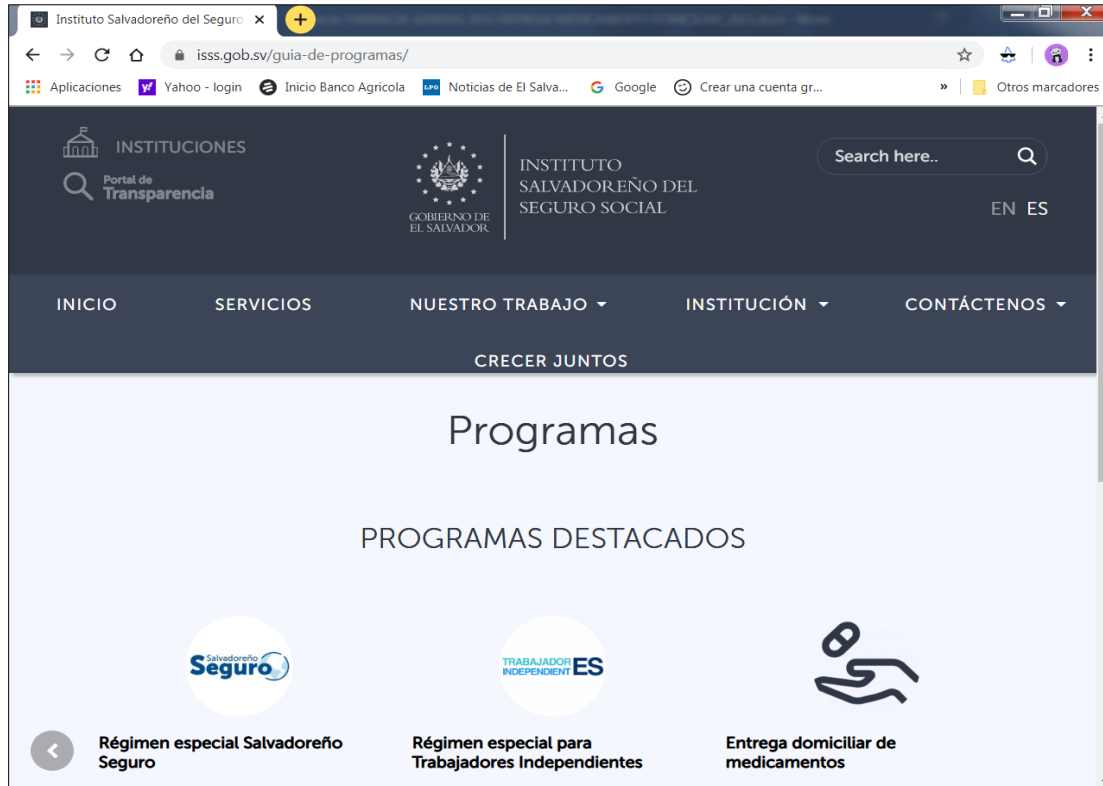 Instituto Salvadoreño del Seguro
isss.gob.sv/guia-de-programas/
Aplicaciones Yahoo - login Inicio Banco Agricola LPG Noticias de El Salva... Google Crear una cuenta gr... » Otros marcadores
INSTITUCIONES
Portal de
Transparencia
GOBIERNO DE
EL SALVADOR
INSTITUTO
SALVADOREÑO DEL
SEGURO SOCIAL
Search here..
EN ES
INICIO SERVICIOS NUESTRO TRABAJO INSTITUCIÓN CONTÁCTENOS
CRECER JUNTOS
Programas
PROGRAMAS DESTACADOS
Salvadoreño
Seguro
TRABAJADOR
INDEPENDIENT ES
Régimen especial Salvadoreño
Seguro
Régimen especial para
Trabajadores Independientes
Entrega domiciliar de
medicamentos